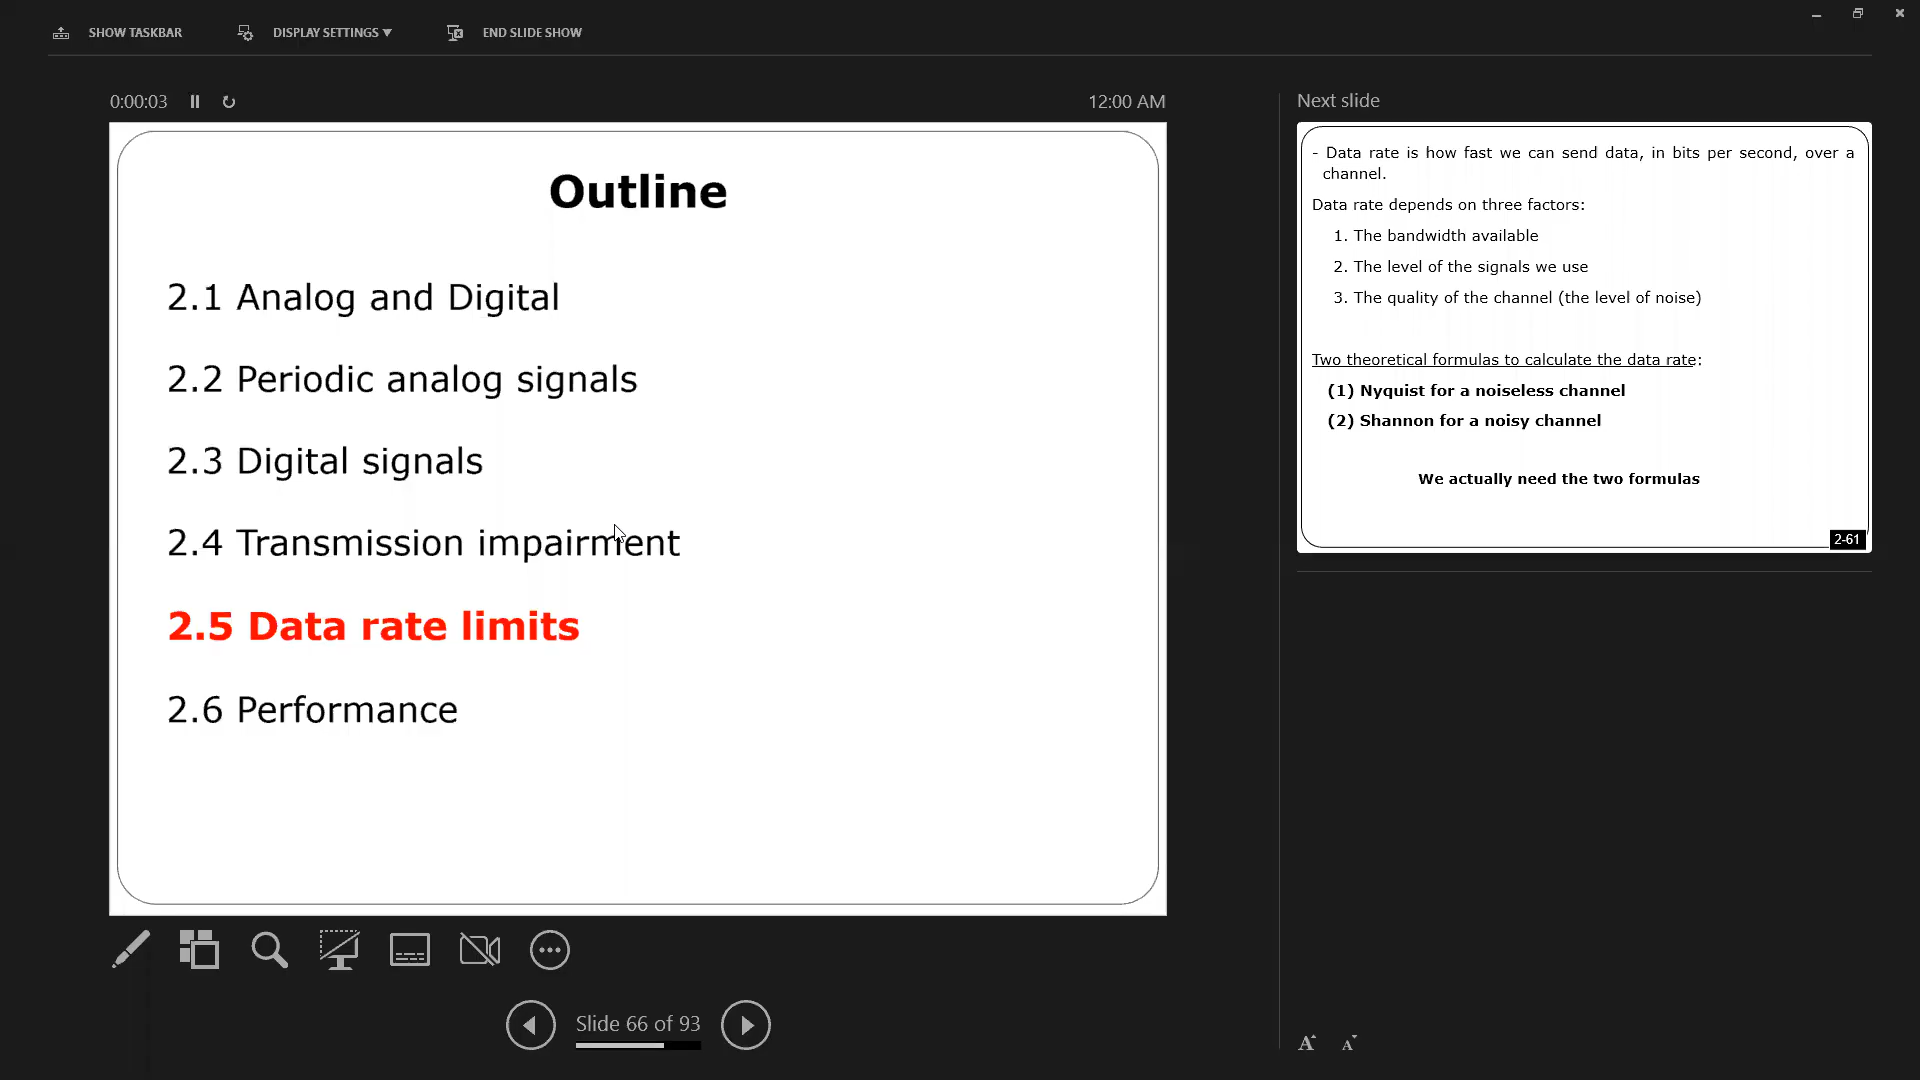 SHOW TASKBAR
DISPLAY SETTINGS ▼
END SLIDE SHOW
0:00:03
12:00 AM
Outline
2.1 Analog and Digital
2.2 Periodic analog signals
2.3 Digital signals
2.4 Transmission impairment
2.5 Data rate limits
2.6 Performance
Slide 66 of 93
Next slide
- Data rate is how fast we can send data, in bits per second, over a
channel.
Data rate depends on three factors:
1. The bandwidth available
2. The level of the signals we use
3. The quality of the channel (the level of noise)
Two theoretical formulas to calculate the data rate:
(1) Nyquist for a noiseless channel
(2) Shannon for a noisy channel
We actually need the two formulas
2-61
A A